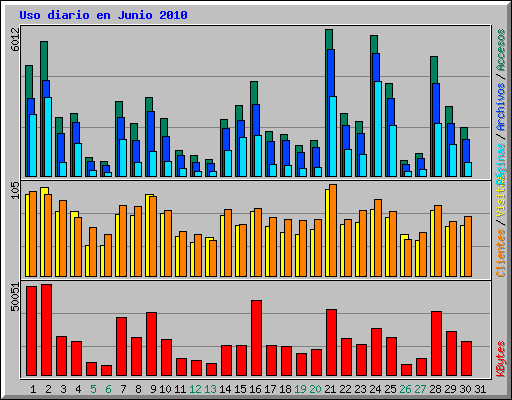 Uso diario en Junio 2010
6012
Páginas / Archivos / Accesos
105
Clientes / Visitas
50051
KBytes
1 2 3 4 5 6 7 8 9 10 11 12 13 14 15 16 17 18 19 20 21 22 23 24 25 26 27 28 29 30 31